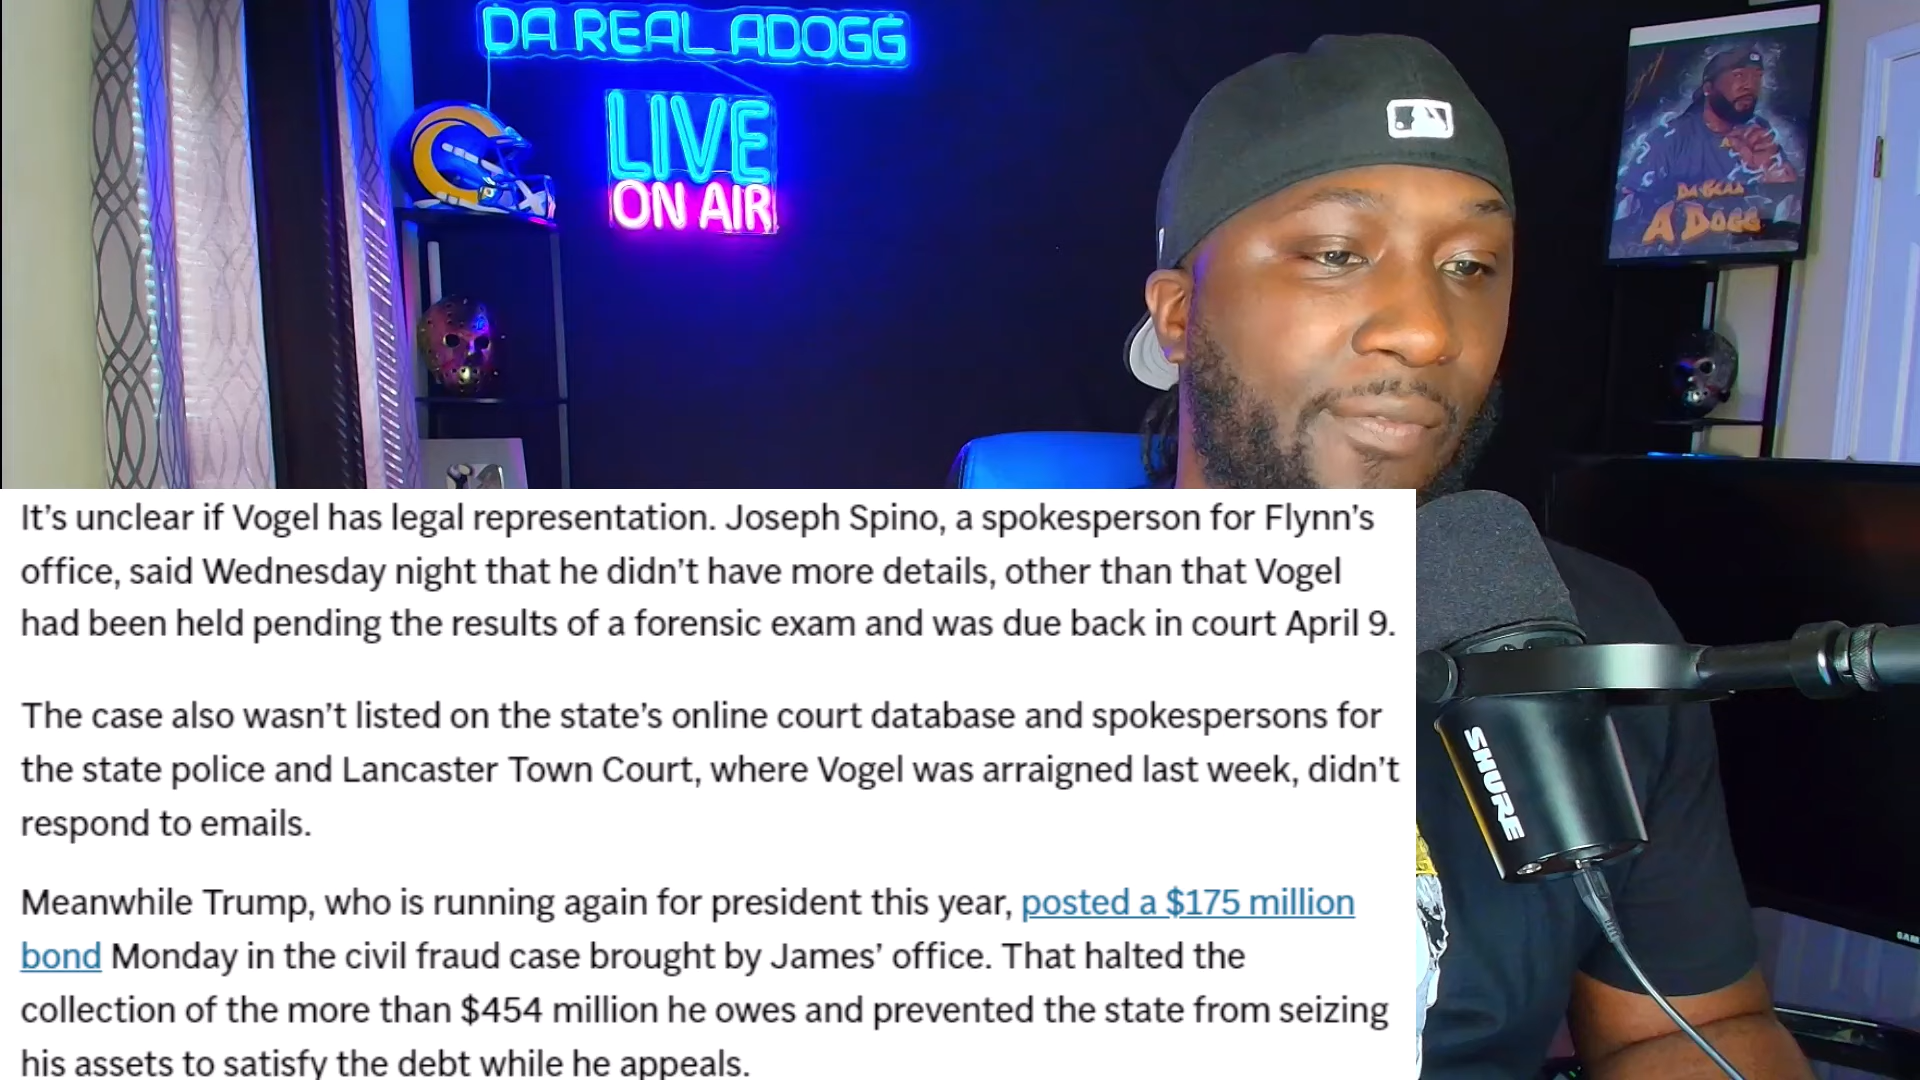 DA REAL ADOGG
LIVE
ON AIR
DA REAL
A DOGG
It’s unclear if Vogel has legal representation. Joseph Spino, a spokesperson for Flynn’s
office, said Wednesday night that he didn’t have more details, other than that Vogel
had been held pending the results of a forensic exam and was due back in court April 9.
The case also wasn’t listed on the state’s online court database and spokespersons for
the state police and Lancaster Town Court, where Vogel was arraigned last week, didn’t
respond to emails.
Meanwhile Trump, who is running again for president this year, posted a $175 million
bond Monday in the civil fraud case brought by James’ office. That halted the
collection of the more than $454 million he owes and prevented the state from seizing
his assets to satisfy the debt while he appeals.
SHURE